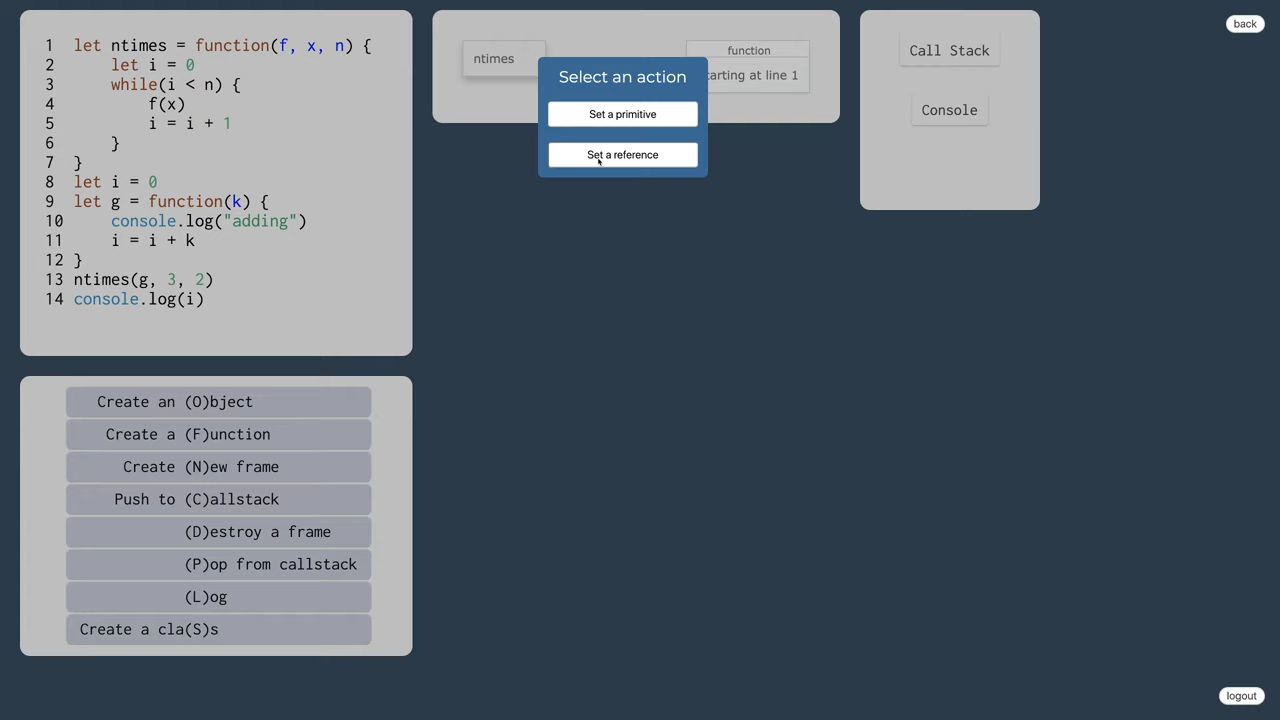 1 let ntimes = function(f, x, n) {
2 let i = 0
3 while(i < n) {
4 f(x)
5 i = i + 1
6 }
7 }
8 let i = 0
9 let g = function(k) {
10 console.log("adding")
11 i = i + k
12 }
13 ntimes(g, 3, 2)
14 console.log(i)
Create an (O)bject
Create a (F)unction
Create (N)ew frame
Push to (C)allstack
(D)estroy a frame
(P)op from callstack
(L)og
Create a cla(S)s
ntimes
function
at line 1
Select an action
Set a primitive
Set a reference
Call Stack
Console
back
logout